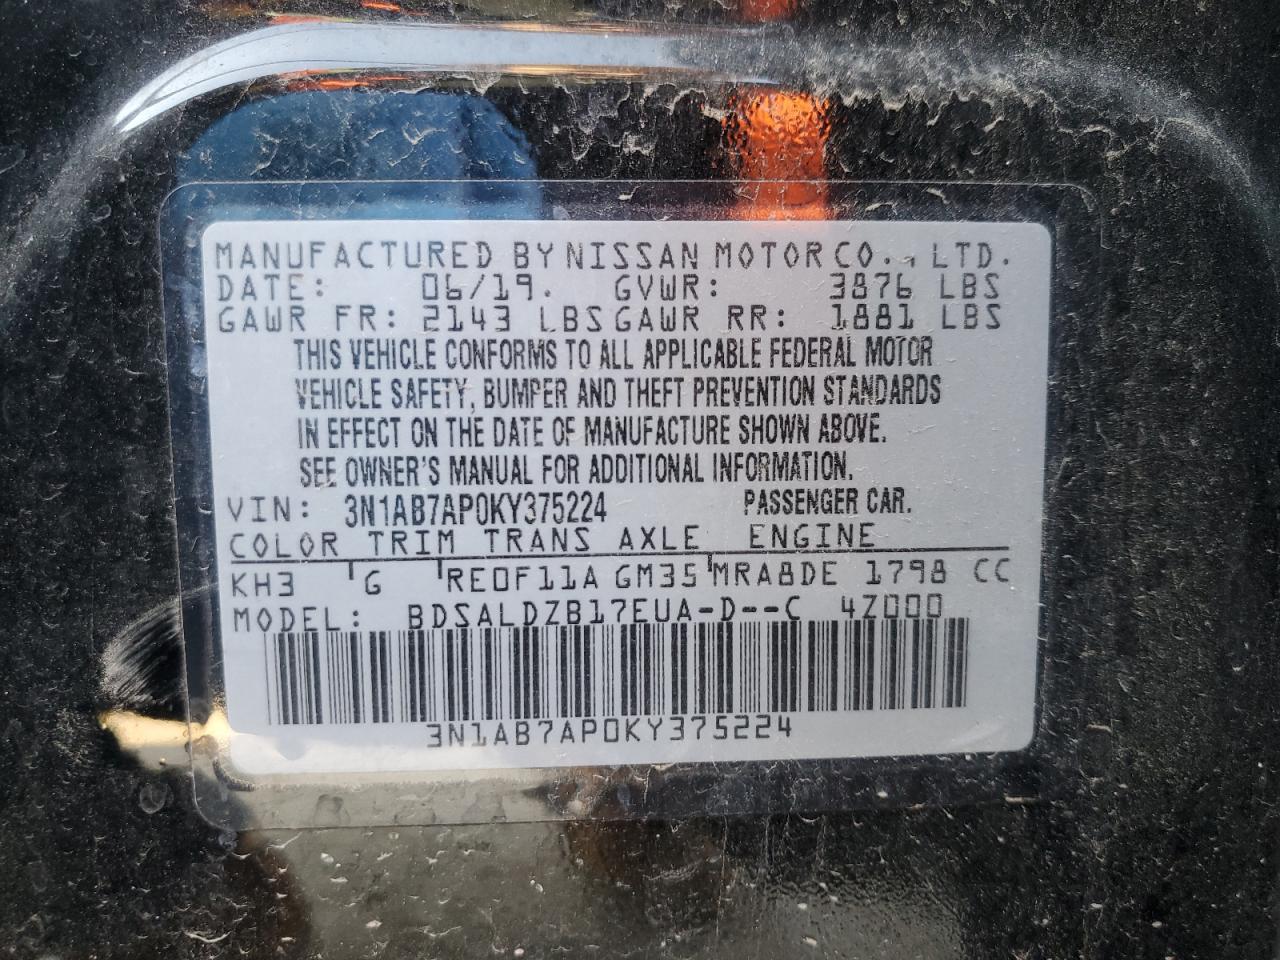 MANUFACTURED BY NISSAN MOTOR CO., LTD.
DATE: 06/19. GVWR: 3876 LBS
GAWR FR: 2143 LBS GAWR RR: 1881 LBS
THIS VEHICLE CONFORMS TO ALL APPLICABLE FEDERAL MOTOR
VEHICLE SAFETY, BUMPER AND THEFT PREVENTION STANDARDS
IN EFFECT ON THE DATE OF MANUFACTURE SHOWN ABOVE.
SEE OWNER'S MANUAL FOR ADDITIONAL INFORMATION.
VIN: 3N1AB7AP0KY375224 PASSENGER CAR.
COLOR TRIM TRANS AXLE ENGINE
KH3 G RE0F11A GM35 MRA8DE 1798 CC
MODEL: BDSALDZB17EUA-D--C 4Z000
3N1AB7AP0KY375224